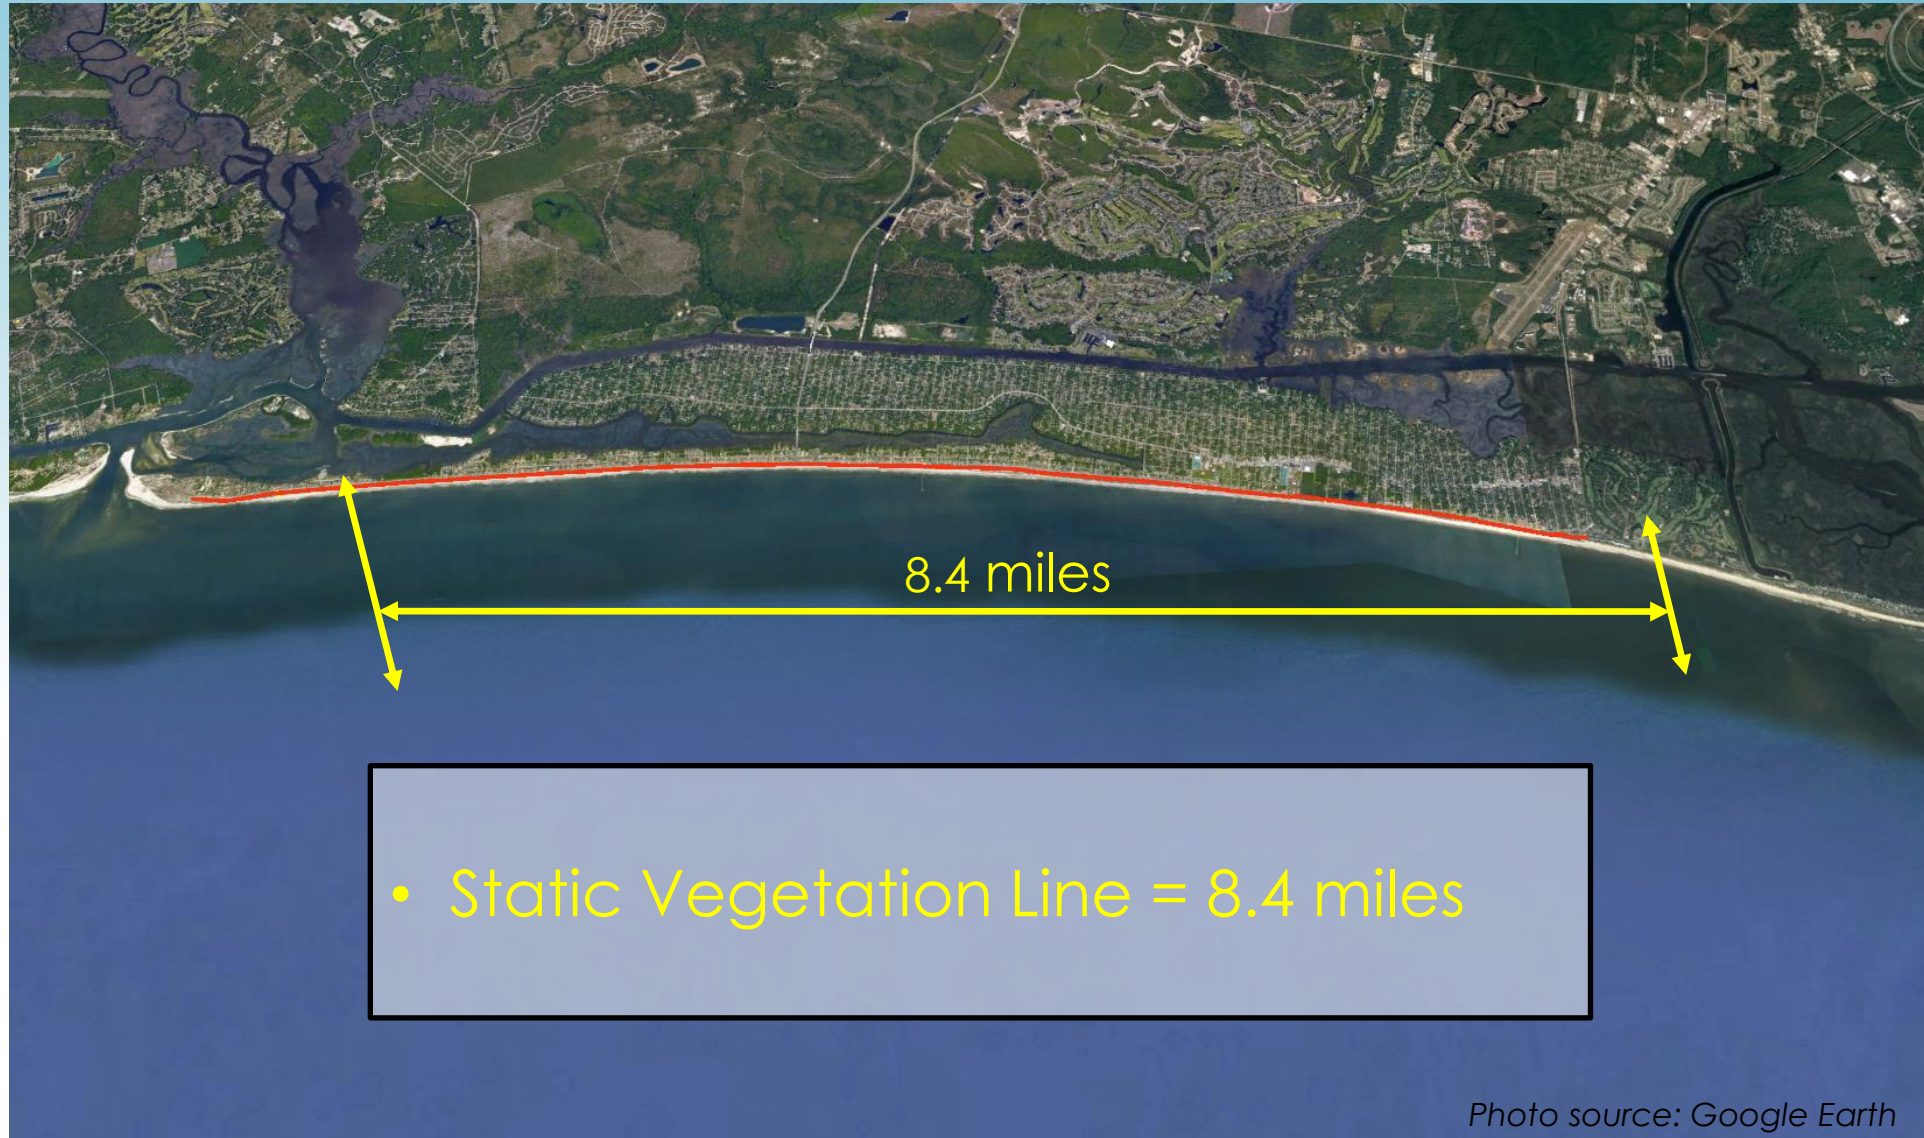 8.4 miles
• Static Vegetation Line = 8.4 miles
Photo source: Google Earth